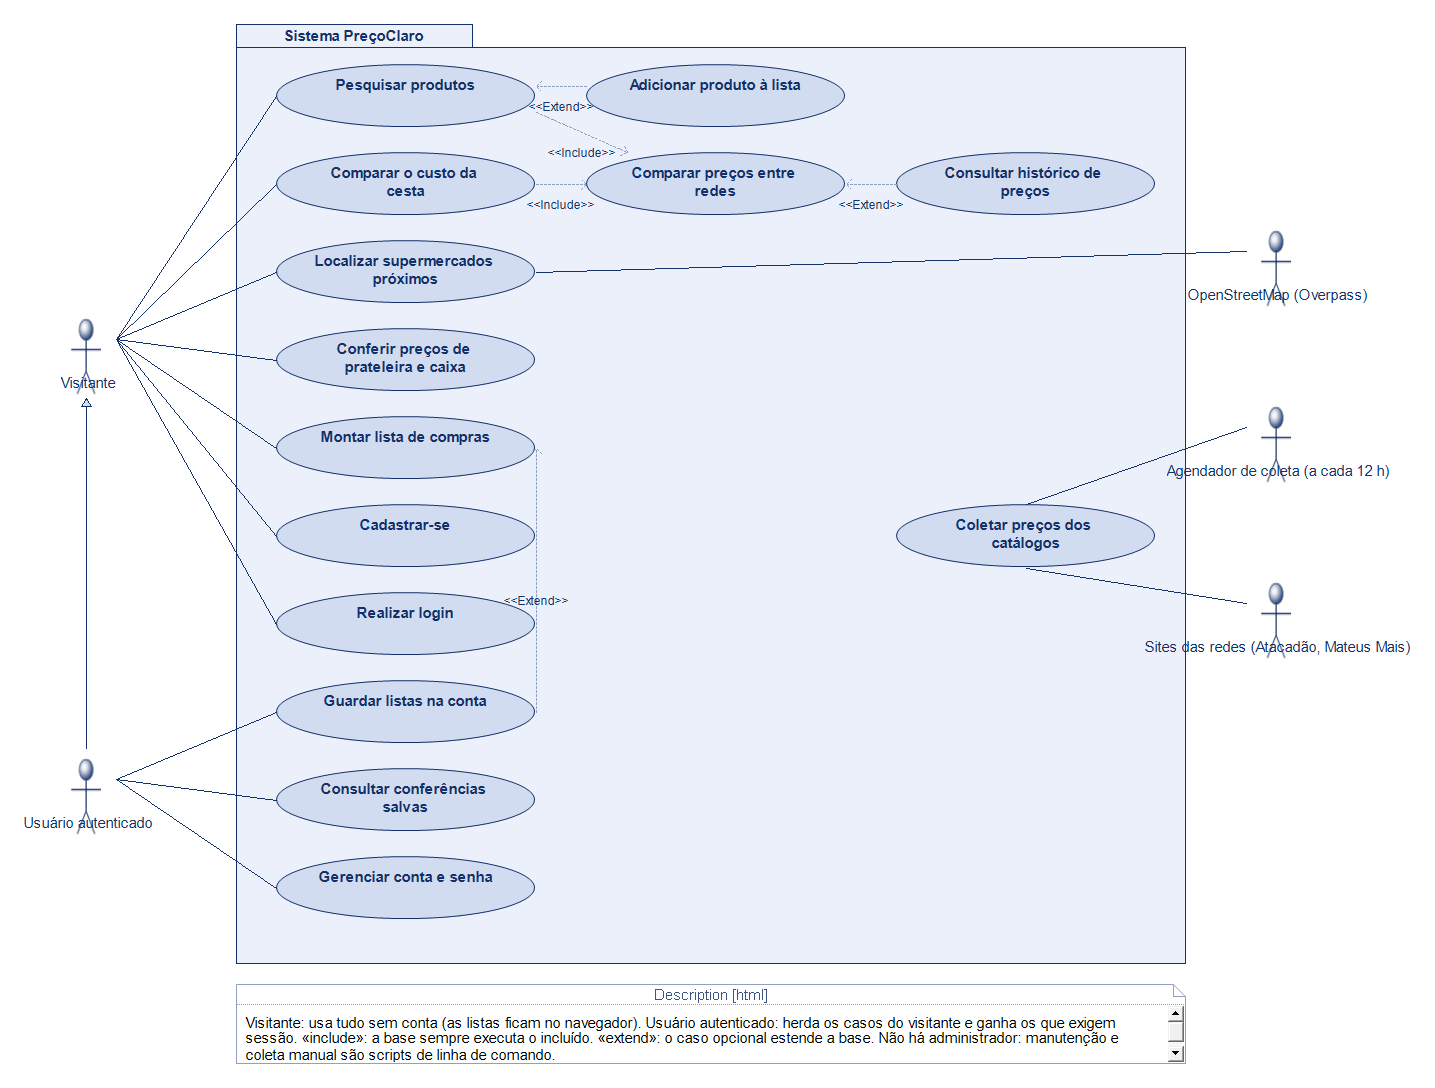 Sistema PreçoClaro
Pesquisar produtos
Adicionar produto à lista
<<Extend>>
<<Include>>
Comparar o custo da
cesta
<<Include>>
Comparar preços entre
redes
<<Extend>>
Consultar histórico de
preços
Localizar supermercados
próximos
OpenStreetMap (Overpass)
Conferir preços de
prateleira e caixa
Visitante
Montar lista de compras
Agendador de coleta (a cada 12 h)
Cadastrar-se
Coletar preços dos
catálogos
<<Extend>>
Realizar login
Sites das redes (Atacadão, Mateus Mais)
Guardar listas na conta
Consultar conferências
salvas
Usuário autenticado
Gerenciar conta e senha
Description [html]
Visitante: usa tudo sem conta (as listas ficam no navegador). Usuário autenticado: herda os casos do visitante e ganha os que exigem
sessão. «include»: a base sempre executa o incluído. «extend»: o caso opcional estende a base. Não há administrador: manutenção e
coleta manual são scripts de linha de comando.